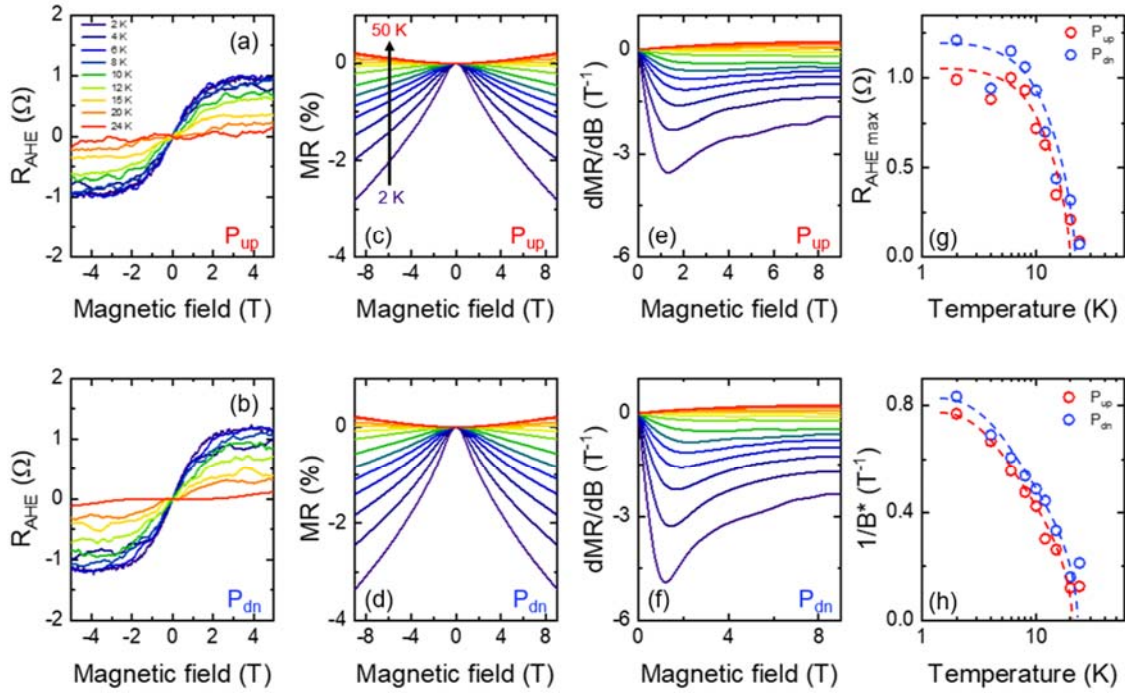 (a)
2 K
4 K
6 K
8 K
10 K
12 K
15 K
20 K
24 K
P_up
R_AHE (Ω)
2
1
0
-1
-2
-4 -2 0 2 4
Magnetic field (T)
50 K
2 K
(c)
P_up
MR (%)
0
-2
-4
-8 -4 0 4 8
Magnetic field (T)
(e)
P_up
dMR/dB (T⁻¹)
0
-3
-6
0 2 4 6 8
Magnetic field (T)
P_up
P_dn
(g)
R_AHE max (Ω)
1.0
0.5
0.0
1 10
Temperature (K)
(b)
P_dn
R_AHE (Ω)
2
1
0
-1
-2
-4 -2 0 2 4
Magnetic field (T)
(d)
P_dn
MR (%)
0
-2
-4
-8 -4 0 4 8
Magnetic field (T)
(f)
P_dn
dMR/dB (T⁻¹)
0
-3
-6
0 4 8
Magnetic field (T)
P_up
P_dn
(h)
1/B* (T⁻¹)
0.8
0.4
0.0
1 10
Temperature (K)